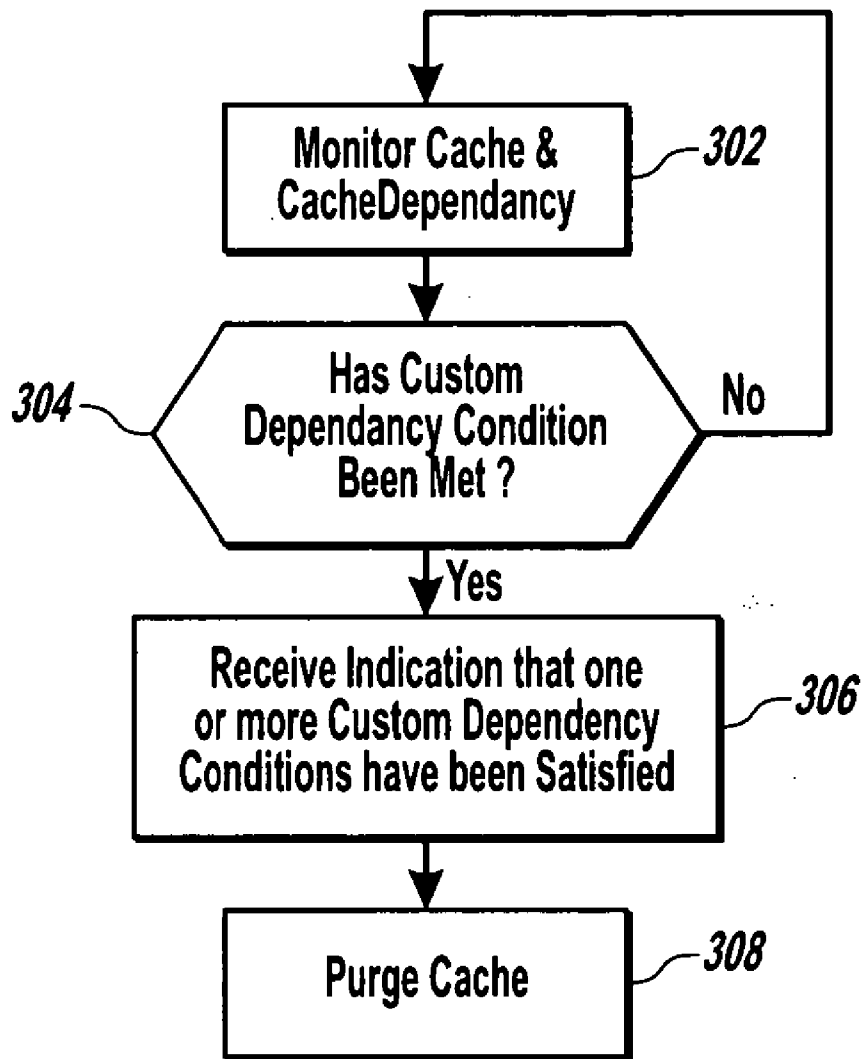 Monitor Cache &
CacheDependancy
302
Has Custom
Dependancy Condition
Been Met ?
304
No
Yes
Receive Indication that one
or more Custom Dependency
Conditions have been Satisfied
306
Purge Cache
308